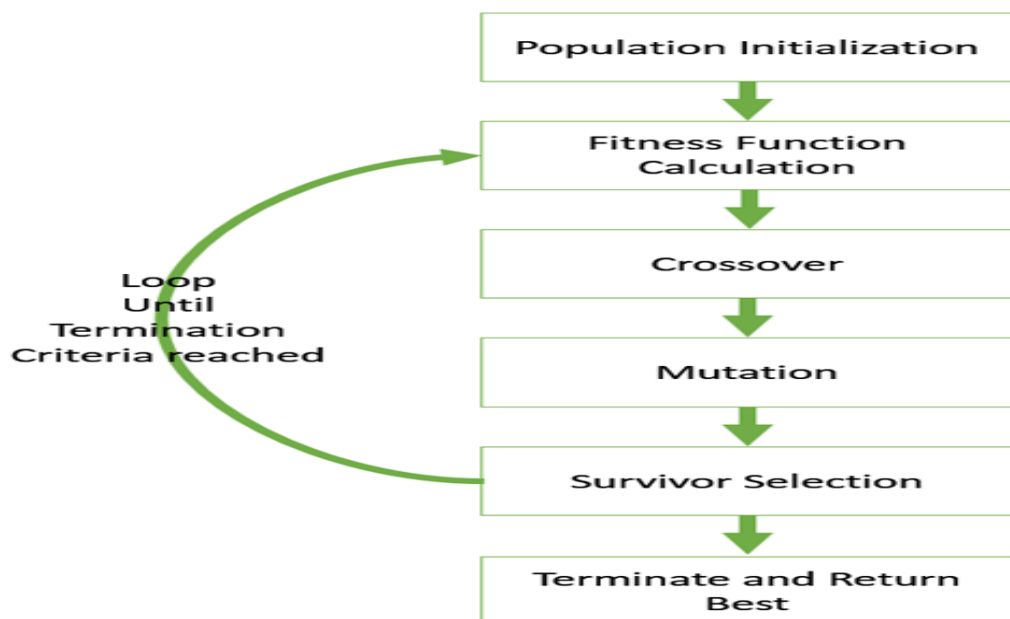 Population Initialization
Fitness Function
Calculation
Crossover
Loop
Until
Termination
Criteria reached
Mutation
Survivor Selection
Terminate and Return
Best